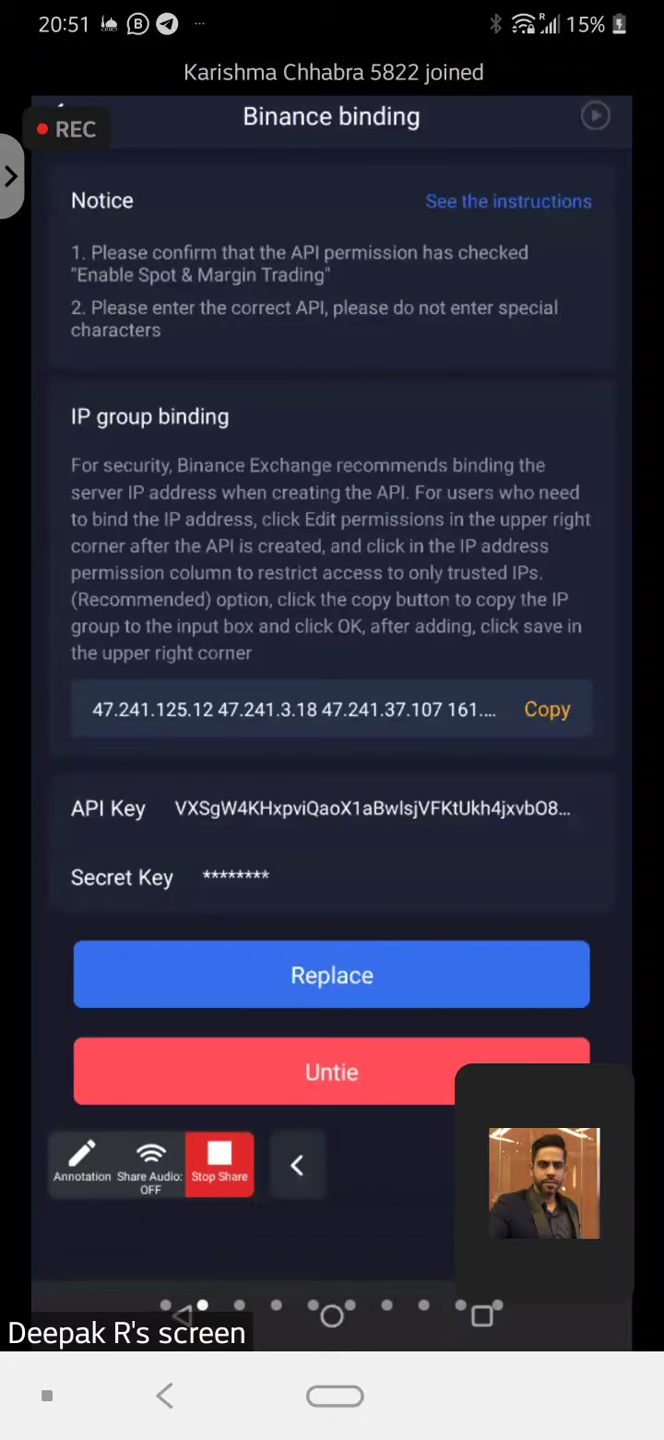 20:51 ··· R 15%
Karishma Chhabra 5822 joined
REC
Binance binding
Notice See the instructions
1. Please confirm that the API permission has checked
"Enable Spot & Margin Trading"
2. Please enter the correct API, please do not enter special
characters
IP group binding
For security, Binance Exchange recommends binding the
server IP address when creating the API. For users who need
to bind the IP address, click Edit permissions in the upper right
corner after the API is created, and click in the IP address
permission column to restrict access to only trusted IPs.
(Recommended) option, click the copy button to copy the IP
group to the input box and click OK, after adding, click save in
the upper right corner
47.241.125.12 47.241.3.18 47.241.37.107 161.... Copy
API Key VXSgW4KHxpviQaoX1aBwlsjVFKtUkh4jxvbO8...
Secret Key ********
Replace
Untie
Annotation Share Audio: OFF Stop Share
Deepak R's screen